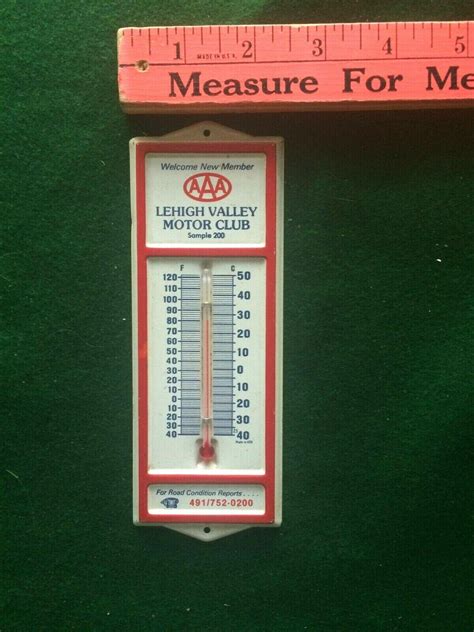 1 2 3 4 5
Measure For Me
Welcome New Member
AAA
LEHIGH VALLEY
MOTOR CLUB
Sample 200
F C
120 50
110
100 40
90
80 30
70 20
60
50 10
40
30 0
20
10 10
0
10 20
20 30
30
40 40
For Road Condition Reports . . . .
491/752-0200